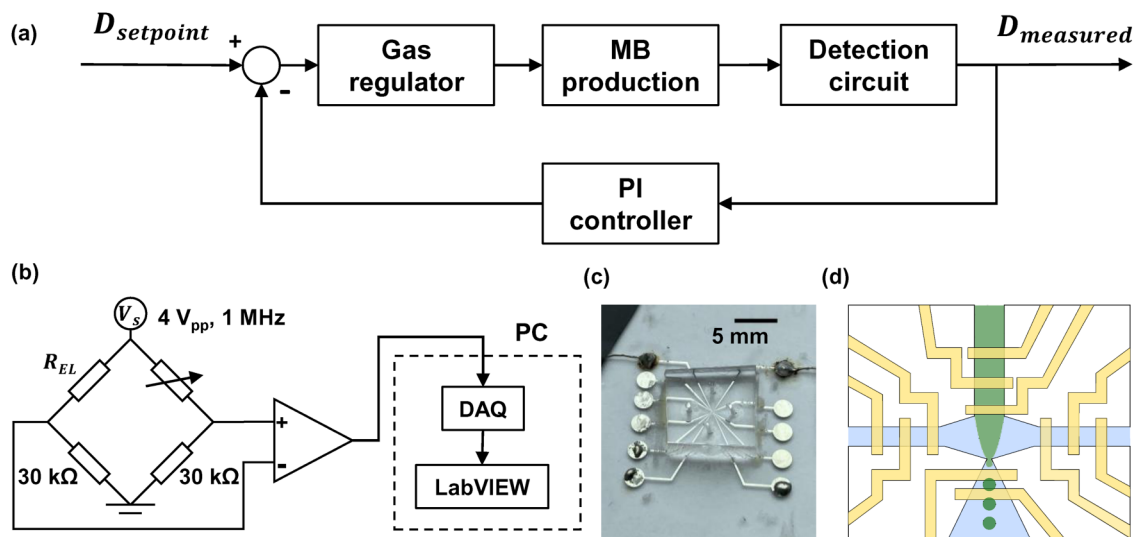 (a)
D_setpoint
+
-
Gas
regulator
MB
production
Detection
circuit
D_measured
PI
controller
(b)
V_s
4 V_pp, 1 MHz
R_EL
30 kΩ
30 kΩ
+
-
PC
DAQ
LabVIEW
(c)
5 mm
(d)